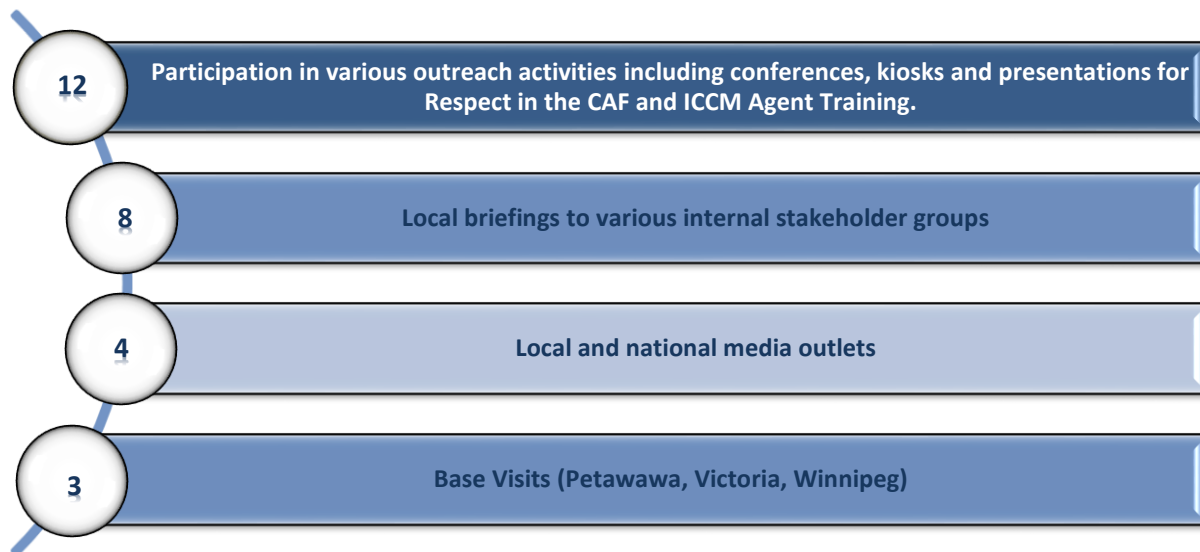 12
Participation in various outreach activities including conferences, kiosks and presentations for
Respect in the CAF and ICCM Agent Training.
8
Local briefings to various internal stakeholder groups
4
Local and national media outlets
3
Base Visits (Petawawa, Victoria, Winnipeg)